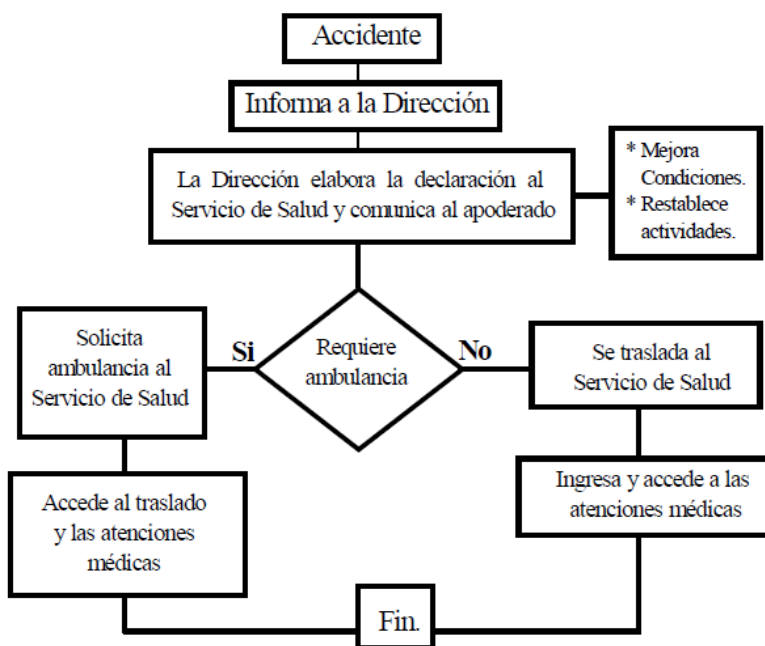 Accidente
Informa a la Dirección
La Dirección elabora la declaración al
Servicio de Salud y comunica al apoderado
* Mejora
Condiciones.
* Restablece
actividades.
Solicita
ambulancia al
Servicio de Salud
Si
Requiere
ambulancia
No
Se traslada al
Servicio de Salud
Accede al traslado
y las atenciones
médicas
Ingresa y accede a las
atenciones médicas
Fin.